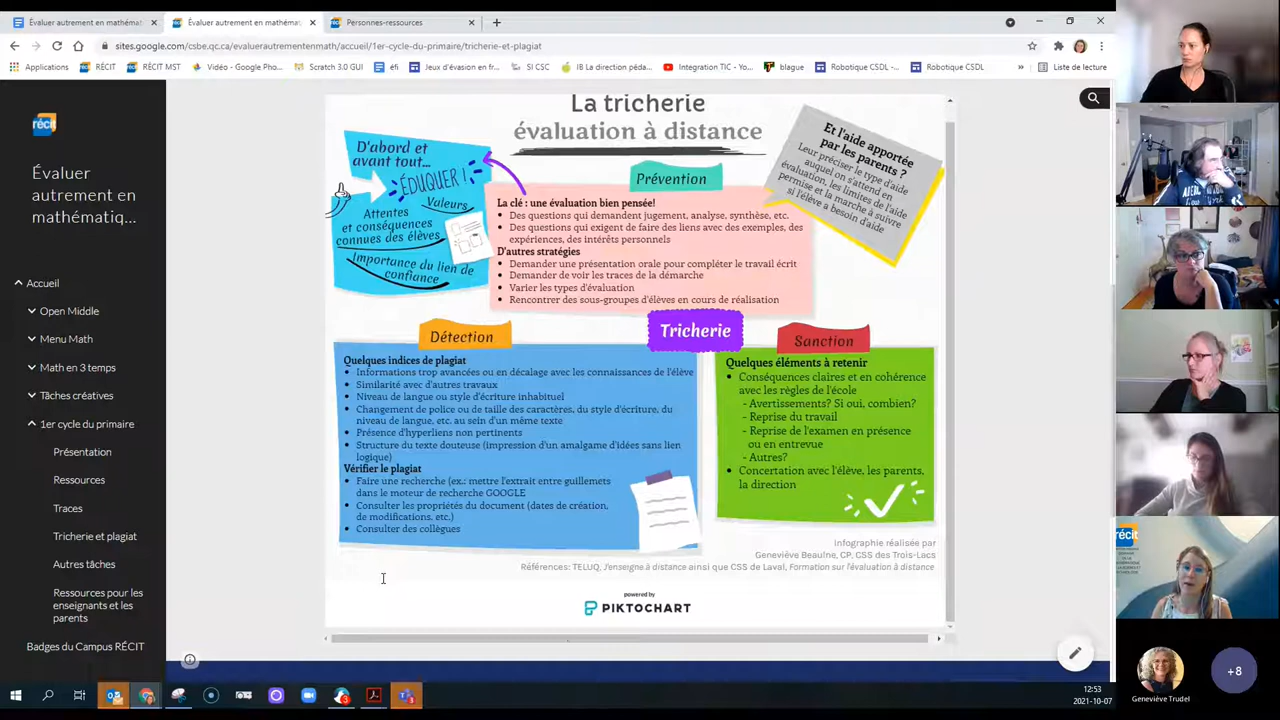 Évaluer autrement en mathémat
Évaluer autrement en mathémat
Personnes-ressources
sites.google.com/csbe.qc.ca/evaluerautrementenmath/accueil/1er-cycle-du-primaire/tricherie-et-plagiat
Applications
RÉCIT
RÉCIT MST
Vidéo - Google Pho...
Scratch 3.0 GUI
éfi
Jeux d'évasion en fr...
SI CSC
IB La direction péda...
Integration TIC - Yo...
blague
Robotique CSDL -...
Robotique CSDL
»
Liste de lecture
récit
Évaluer
autrement en
mathématiq...
Accueil
Open Middle
Menu Math
Math en 3 temps
Tâches créatives
1er cycle du primaire
Présentation
Ressources
Traces
Tricherie et plagiat
Autres tâches
Ressources pour les
enseignants et les
parents
Badges du Campus RÉCIT
La tricherie
évaluation à distance
D'abord et
avant tout...
ÉDUQUER !
Valeurs
Attentes
et conséquences
connues des élèves
Importance du lien de
confiance
Prévention
La clé : une évaluation bien pensée!
• Des questions qui demandent jugement, analyse, synthèse, etc.
• Des questions qui exigent de faire des liens avec des exemples, des
expériences, des intérêts personnels
D'autres stratégies
• Demander une présentation orale pour compléter le travail écrit
• Demander de voir les traces de la démarche
• Varier les types d'évaluation
• Rencontrer des sous-groupes d'élèves en cours de réalisation
Et l'aide apportée
par les parents ?
Leur préciser le type d'aide
auquel on s'attend en
évaluation, les limites de l'aide
permise et la marche à suivre
si l'élève a besoin d'aide
Tricherie
Détection
Quelques indices de plagiat
• Informations trop avancées ou en décalage avec les connaissances de l'élève
• Similarité avec d'autres travaux
• Niveau de langue ou style d'écriture inhabituel
• Changement de police ou de taille des caractères, du style d'écriture, du
niveau de langue, etc. au sein d'un même texte
• Présence d'hyperliens non pertinents
• Structure du texte douteuse (impression d'un amalgame d'idées sans lien
logique)
Vérifier le plagiat
• Faire une recherche (ex.: mettre l'extrait entre guillemets
dans le moteur de recherche GOOGLE
• Consulter les propriétés du document (dates de création,
de modifications, etc.)
• Consulter des collègues
Sanction
Quelques éléments à retenir
• Conséquences claires et en cohérence
avec les règles de l'école
- Avertissements? Si oui, combien?
- Reprise du travail
- Reprise de l'examen en présence
ou en entrevue
- Autres?
• Concertation avec l'élève, les parents,
la direction
Infographie réalisée par
Geneviève Beaulne, CP, CSS des Trois-Lacs
Références: TELUQ, J'enseigne à distance ainsi que CSS de Laval, Formation sur l'évaluation à distance
powered by
PIKTOCHART
récit
Geneviève Trudel
+8
12:53
2021-10-07